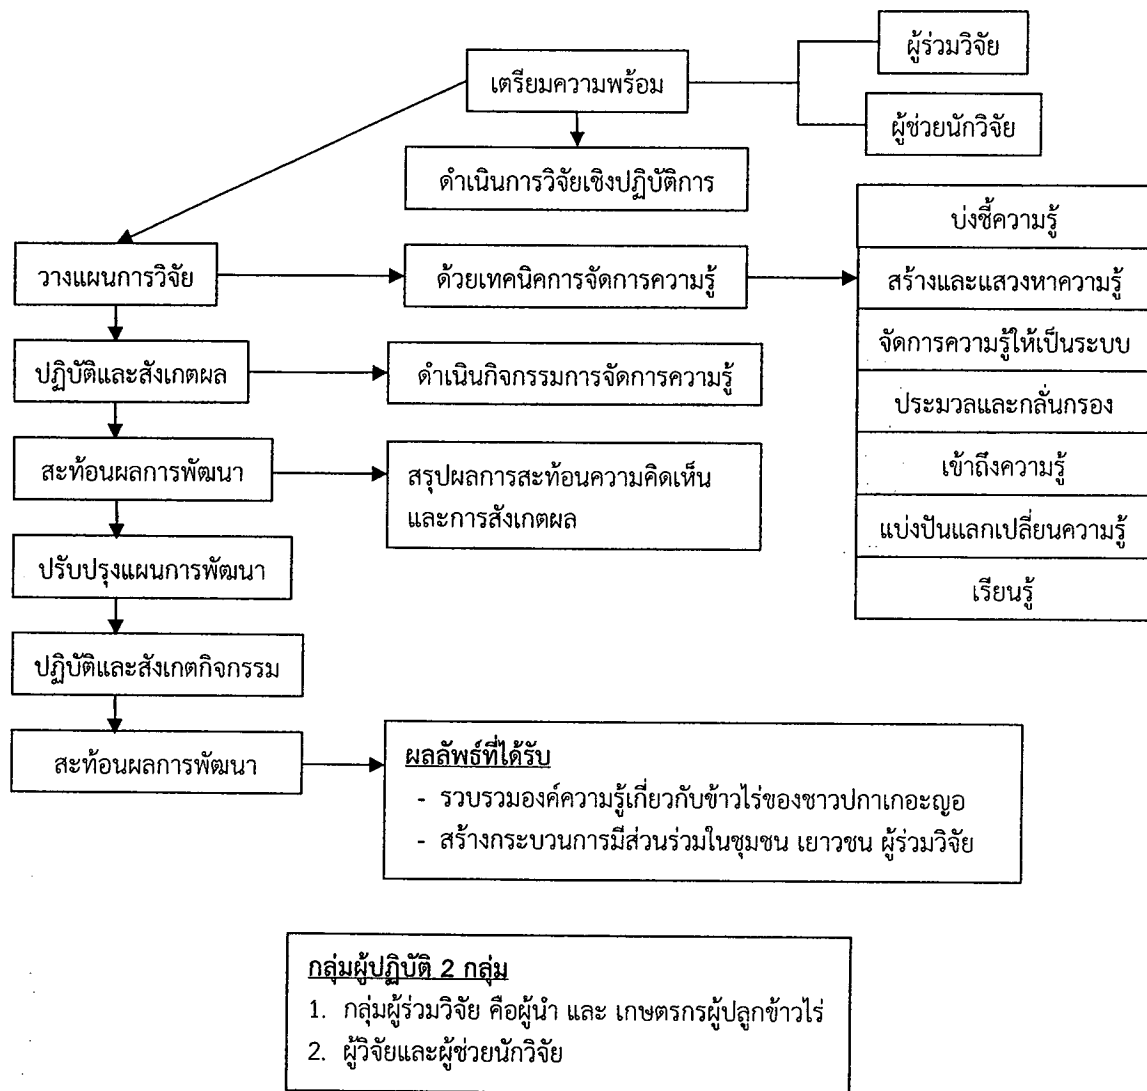 ผู้ร่วมวิจัย
เตรียมความพร้อม
ผู้ช่วยนักวิจัย
ดำเนินการวิจัยเชิงปฏิบัติการ
บ่งชี้ความรู้
วางแผนการวิจัย
ด้วยเทคนิคการจัดการความรู้
สร้างและแสวงหาความรู้
จัดการความรู้ให้เป็นระบบ
ปฏิบัติและสังเกตผล
ดำเนินกิจกรรมการจัดการความรู้
ประมวลและกลั่นกรอง
สะท้อนผลการพัฒนา
สรุปผลการสะท้อนความคิดเห็น
และการสังเกตผล
เข้าถึงความรู้
แบ่งปันแลกเปลี่ยนความรู้
ปรับปรุงแผนการพัฒนา
เรียนรู้
ปฏิบัติและสังเกตกิจกรรม
สะท้อนผลการพัฒนา
ผลลัพธ์ที่ได้รับ
- รวบรวมองค์ความรู้เกี่ยวกับข้าวไร่ของชาวปกาเกอะญอ
- สร้างกระบวนการมีส่วนร่วมในชุมชน เยาวชน ผู้ร่วมวิจัย
กลุ่มผู้ปฏิบัติ 2 กลุ่ม
1. กลุ่มผู้ร่วมวิจัย คือผู้นำ และ เกษตรกรผู้ปลูกข้าวไร่
2. ผู้วิจัยและผู้ช่วยนักวิจัย